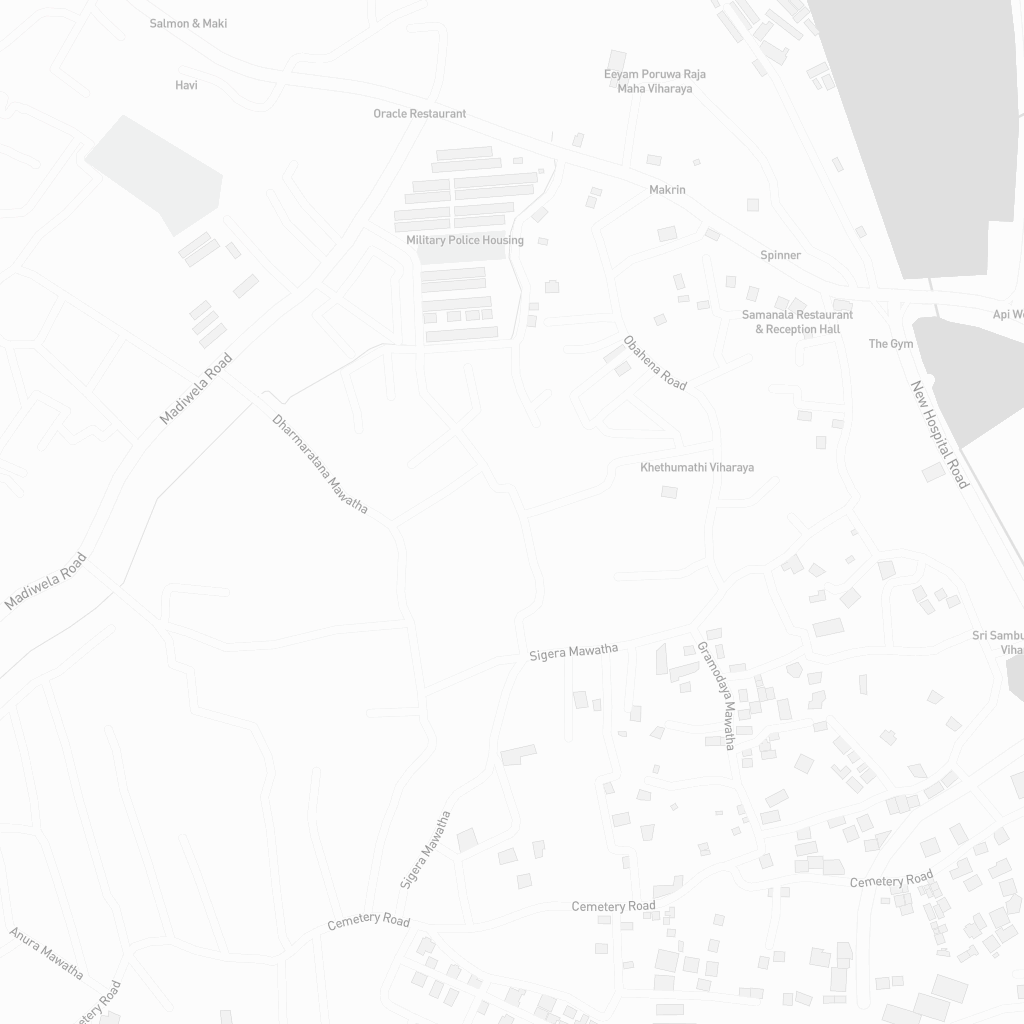 Salmon & Maki
Havi
Eeyam Poruwa Raja
Maha Viharaya
Oracle Restaurant
Makrin
Military Police Housing
Spinner
Samanala Restaurant
& Reception Hall
Api We
The Gym
Obahena Road
Madiwela Road
New Hospital Road
Dharmaratana Mawatha
Khethumathi Viharaya
Madiwela Road
Sri Sambu
Viha
Sigera Mawatha
Gramodaya Mawatha
Sigera Mawatha
Cemetery Road
Cemetery Road
Cemetery Road
Anura Mawatha
etery Road